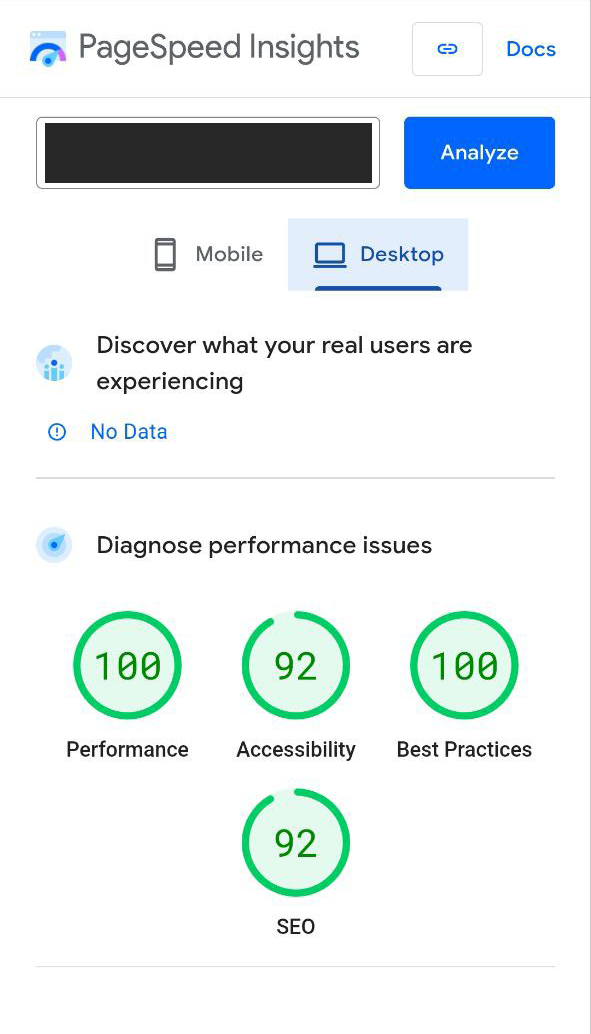 PageSpeed Insights
Docs
Analyze
Mobile
Desktop
Discover what your real users are
experiencing
No Data
Diagnose performance issues
100
92
100
Performance
Accessibility
Best Practices
92
SEO